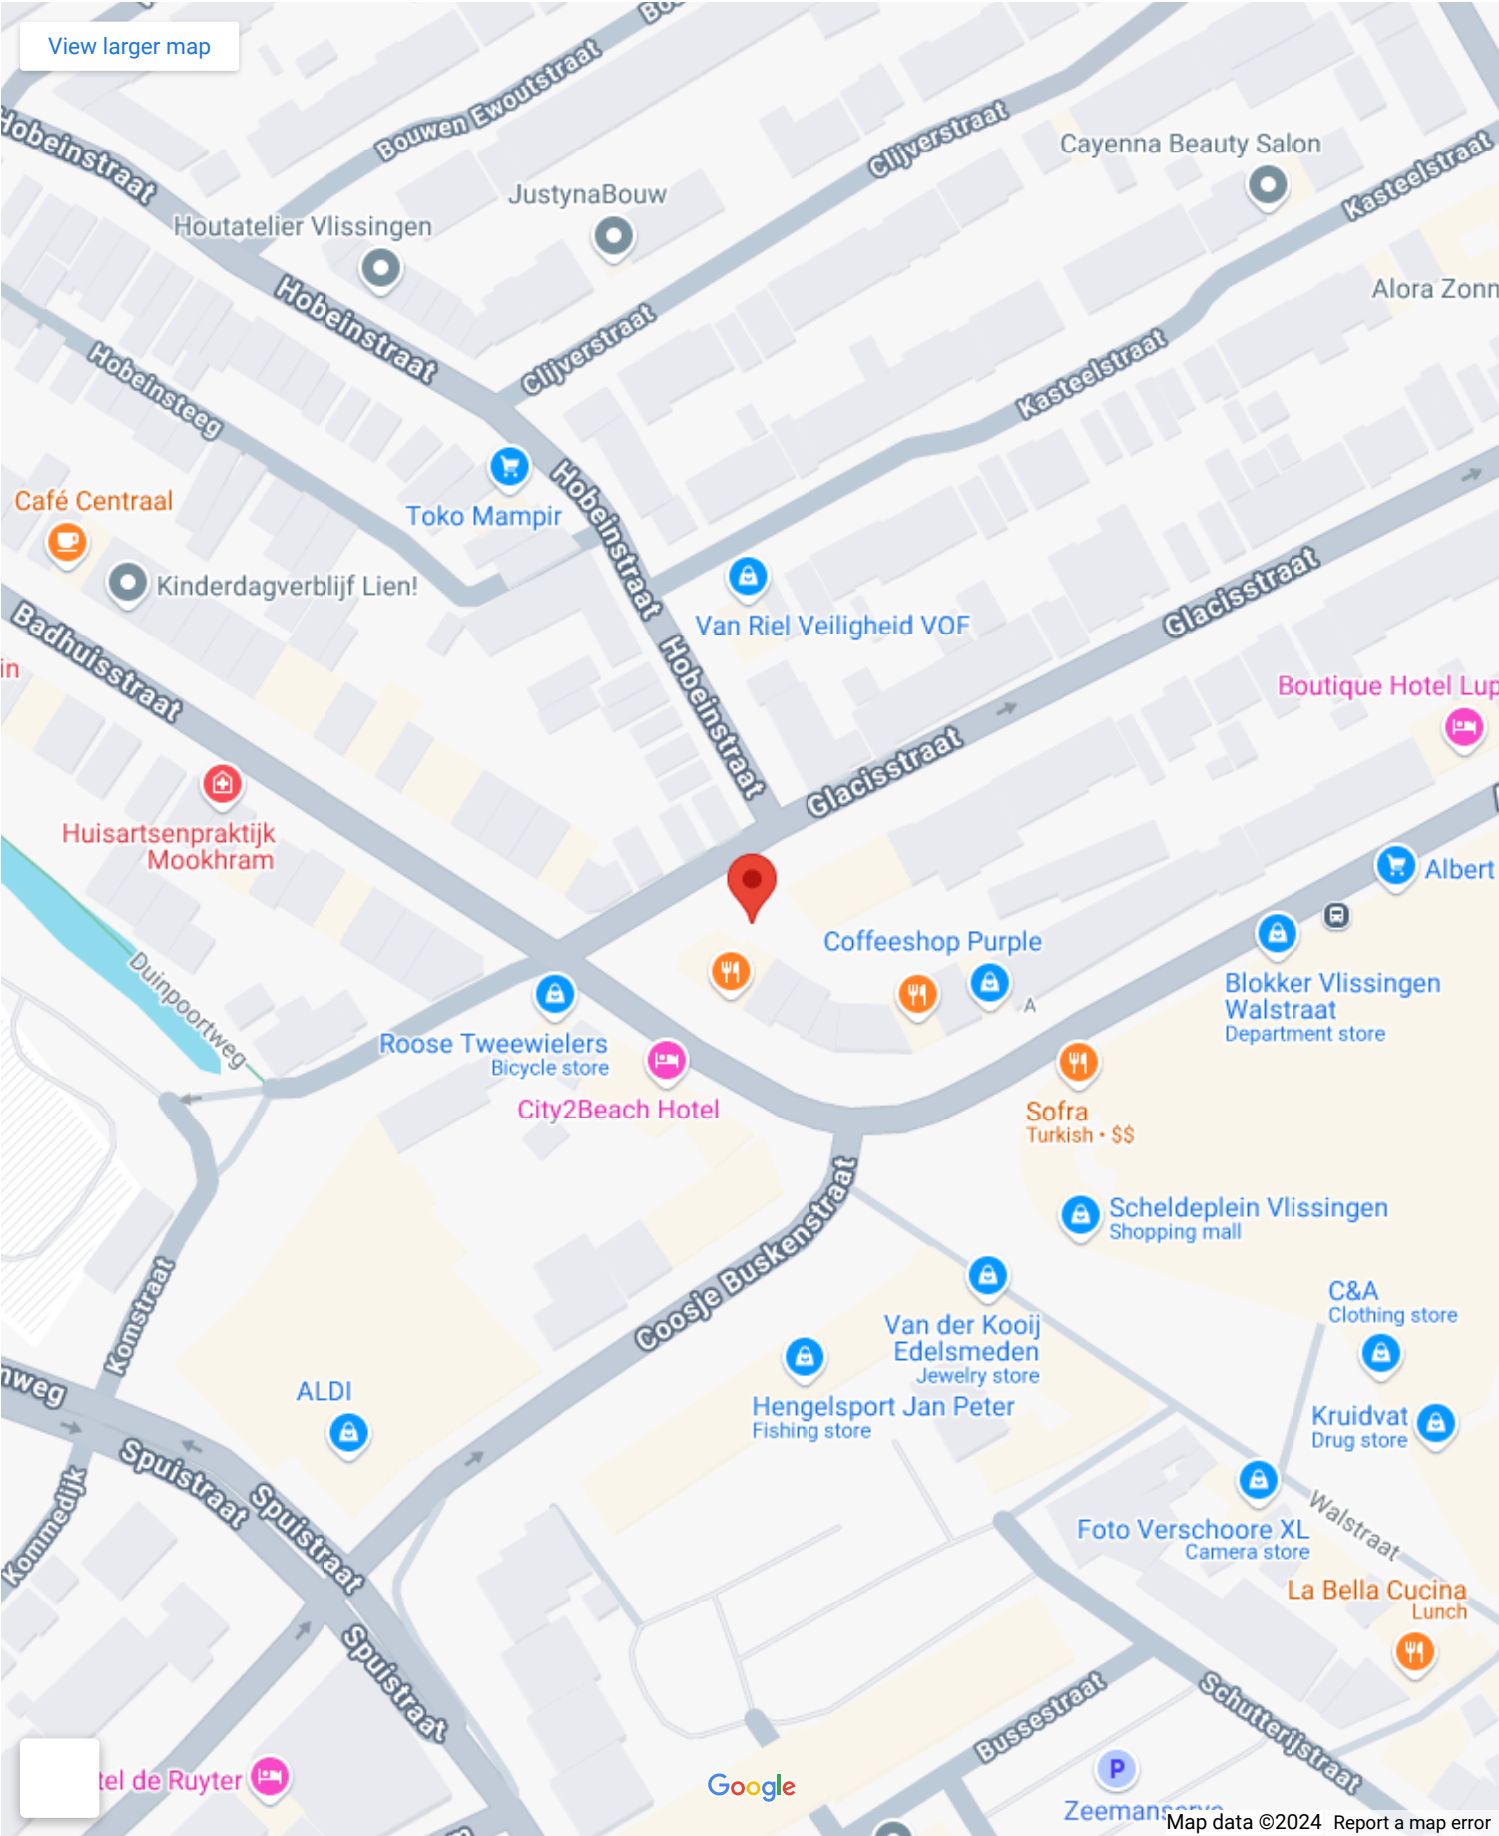 View larger map
Bouwen Ewoutstraat
Hobeinstraat
Clijverstraat
Cayenna Beauty Salon
Kasteelstraat
JustynaBouw
Houtatelier Vlissingen
Alora Zonn
Hobeinstraat
Clijverstraat
Hobeinsteeg
Kasteelstraat
Café Centraal
Toko Mampir
Hobeinstraat
Kinderdagverblijf Lien!
Van Riel Veiligheid VOF
Glacisstraat
Badhuisstraat
in
Hobeinstraat
Boutique Hotel Lup
Glacisstraat
Huisartsenpraktijk
Mookhram
Albert
Coffeeshop Purple
Duinpoortweg
A
Blokker Vlissingen
Walstraat
Department store
Roose Tweewielers
Bicycle store
City2Beach Hotel
Sofra
Turkish • $$
Scheldeplein Vlissingen
Shopping mall
Coosje Buskenstraat
Komstraat
C&A
Clothing store
Van der Kooij
Edelsmeden
Jewelry store
nweg
ALDI
Hengelsport Jan Peter
Fishing store
Kruidvat
Drug store
Spuistraat
Spuistraat
Kommedijk
Walstraat
Foto Verschoore XL
Camera store
La Bella Cucina
Lunch
Spuistraat
Bussestraat
Schutterijstraat
P
tel de Ruyter
Google
Map data ©2024 Report a map error